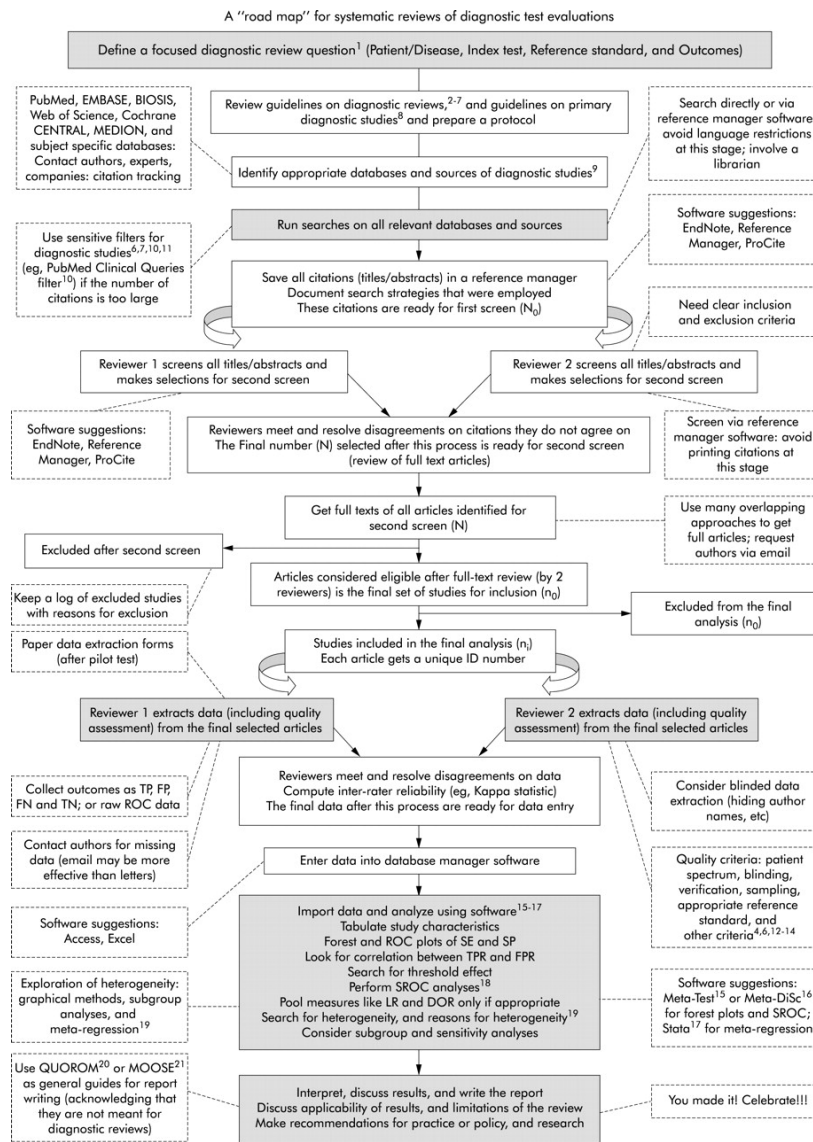 A "road map" for systematic reviews of diagnostic test evaluations
Define a focused diagnostic review question1 (Patient/Disease, Index test, Reference standard, and Outcomes)
PubMed, EMBASE, BIOSIS,
Web of Science, Cochrane
CENTRAL, MEDION, and
subject specific databases:
Contact authors, experts,
companies: citation tracking
Review guidelines on diagnostic reviews,2-7 and guidelines on primary
diagnostic studies8 and prepare a protocol
Search directly or via
reference manager software
avoid language restrictions
at this stage; involve a
librarian
Identify appropriate databases and sources of diagnostic studies9
Run searches on all relevant databases and sources
Use sensitive filters for
diagnostic studies6,7,10,11
(eg, PubMed Clinical Queries
filter10) if the number of
citations is too large
Software suggestions:
EndNote, Reference
Manager, ProCite
Save all citations (titles/abstracts) in a reference manager
Document search strategies that were employed
These citations are ready for first screen (N0)
Need clear inclusion
and exclusion criteria
Reviewer 1 screens all titles/abstracts and
makes selections for second screen
Reviewer 2 screens all titles/abstracts and
makes selections for second screen
Software suggestions:
EndNote, Reference
Manager, ProCite
Reviewers meet and resolve disagreements on citations they do not agree on
The Final number (N) selected after this process is ready for second screen
(review of full text articles)
Screen via reference
manager software: avoid
printing citations at
this stage
Get full texts of all articles identified for
second screen (N)
Use many overlapping
approaches to get
full articles; request
authors via email
Excluded after second screen
Articles considered eligible after full-text review (by 2
reviewers) is the final set of studies for inclusion (n0)
Keep a log of excluded studies
with reasons for exclusion
Excluded from the final
analysis (n0)
Paper data extraction forms
(after pilot test)
Studies included in the final analysis (ni)
Each article gets a unique ID number
Reviewer 1 extracts data (including quality
assessment) from the final selected articles
Reviewer 2 extracts data (including quality
assessment) from the final selected articles
Collect outcomes as TP, FP,
FN and TN; or raw ROC data
Reviewers meet and resolve disagreements on data
Compute inter-rater reliability (eg, Kappa statistic)
The final data after this process are ready for data entry
Consider blinded data
extraction (hiding author
names, etc)
Contact authors for missing
data (email may be more
effective than letters)
Enter data into database manager software
Quality criteria: patient
spectrum, blinding,
verification, sampling,
appropriate reference
standard, and
other criteria4,6,12-14
Software suggestions:
Access, Excel
Import data and analyze using software15-17
Tabulate study characteristics
Forest and ROC plots of SE and SP
Look for correlation between TPR and FPR
Search for threshold effect
Perform SROC analyses18
Pool measures like LR and DOR only if appropriate
Search for heterogeneity, and reasons for heterogeneity19
Consider subgroup and sensitivity analyses
Exploration of heterogeneity:
graphical methods, subgroup
analyses, and
meta-regression19
Software suggestions:
Meta-Test15 or Meta-DiSc16
for forest plots and SROC;
Stata17 for meta-regression
Use QUOROM20 or MOOSE21
as general guides for report
writing (acknowledging that
they are not meant for
diagnostic reviews)
Interpret, discuss results, and write the report
Discuss applicability of results, and limitations of the review
Make recommendations for practice or policy, and research
You made it! Celebrate!!!